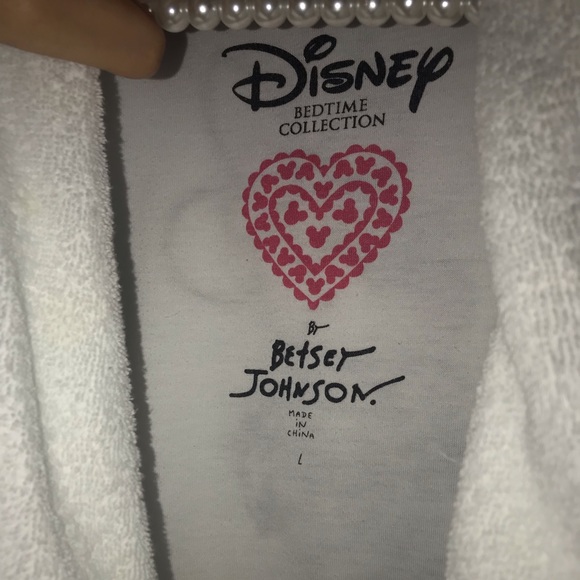 DISNEY
BEDTIME
COLLECTION
BY
BETSEY
JOHNSON.
MADE
IN
CHINA
L